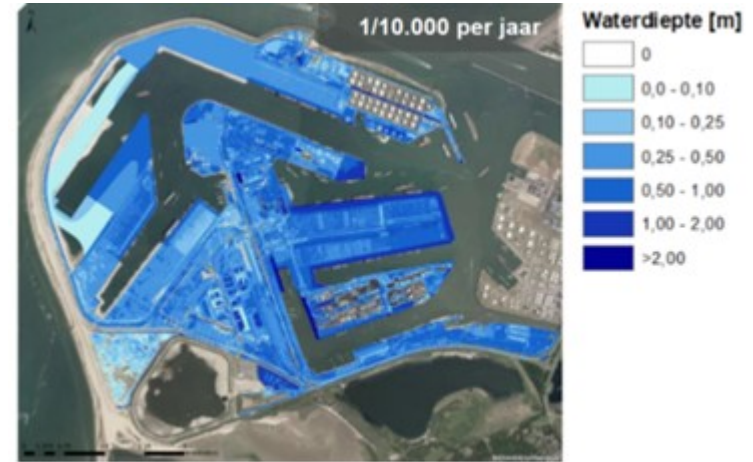 1/10.000 per jaar
Waterdiepte [m]
0
0,0 - 0,10
0,10 - 0,25
0,25 - 0,50
0,50 - 1,00
1,00 - 2,00
>2,00